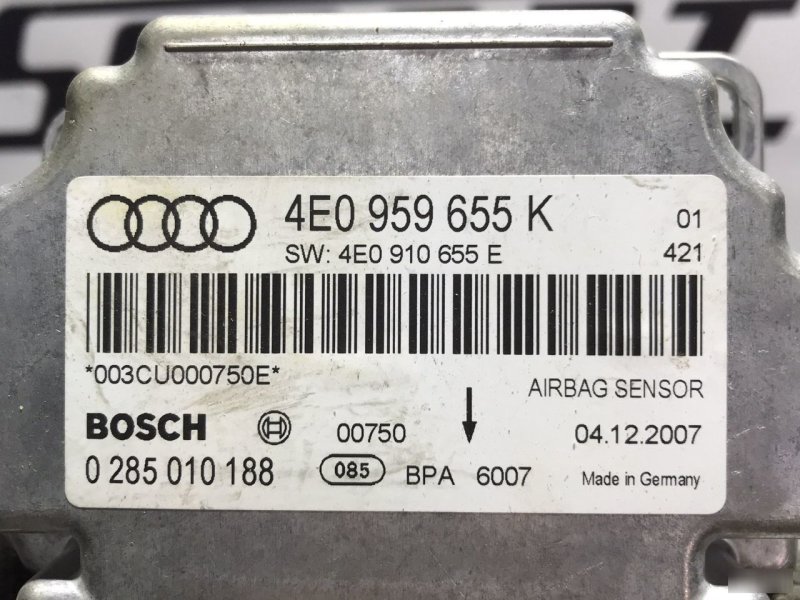 4E0 959 655 K 01
SW: 4E0 910 655 E 421
*003CU000750E*
AIRBAG SENSOR
BOSCH 00750 04.12.2007
0 285 010 188 085 BPA 6007 Made in Germany